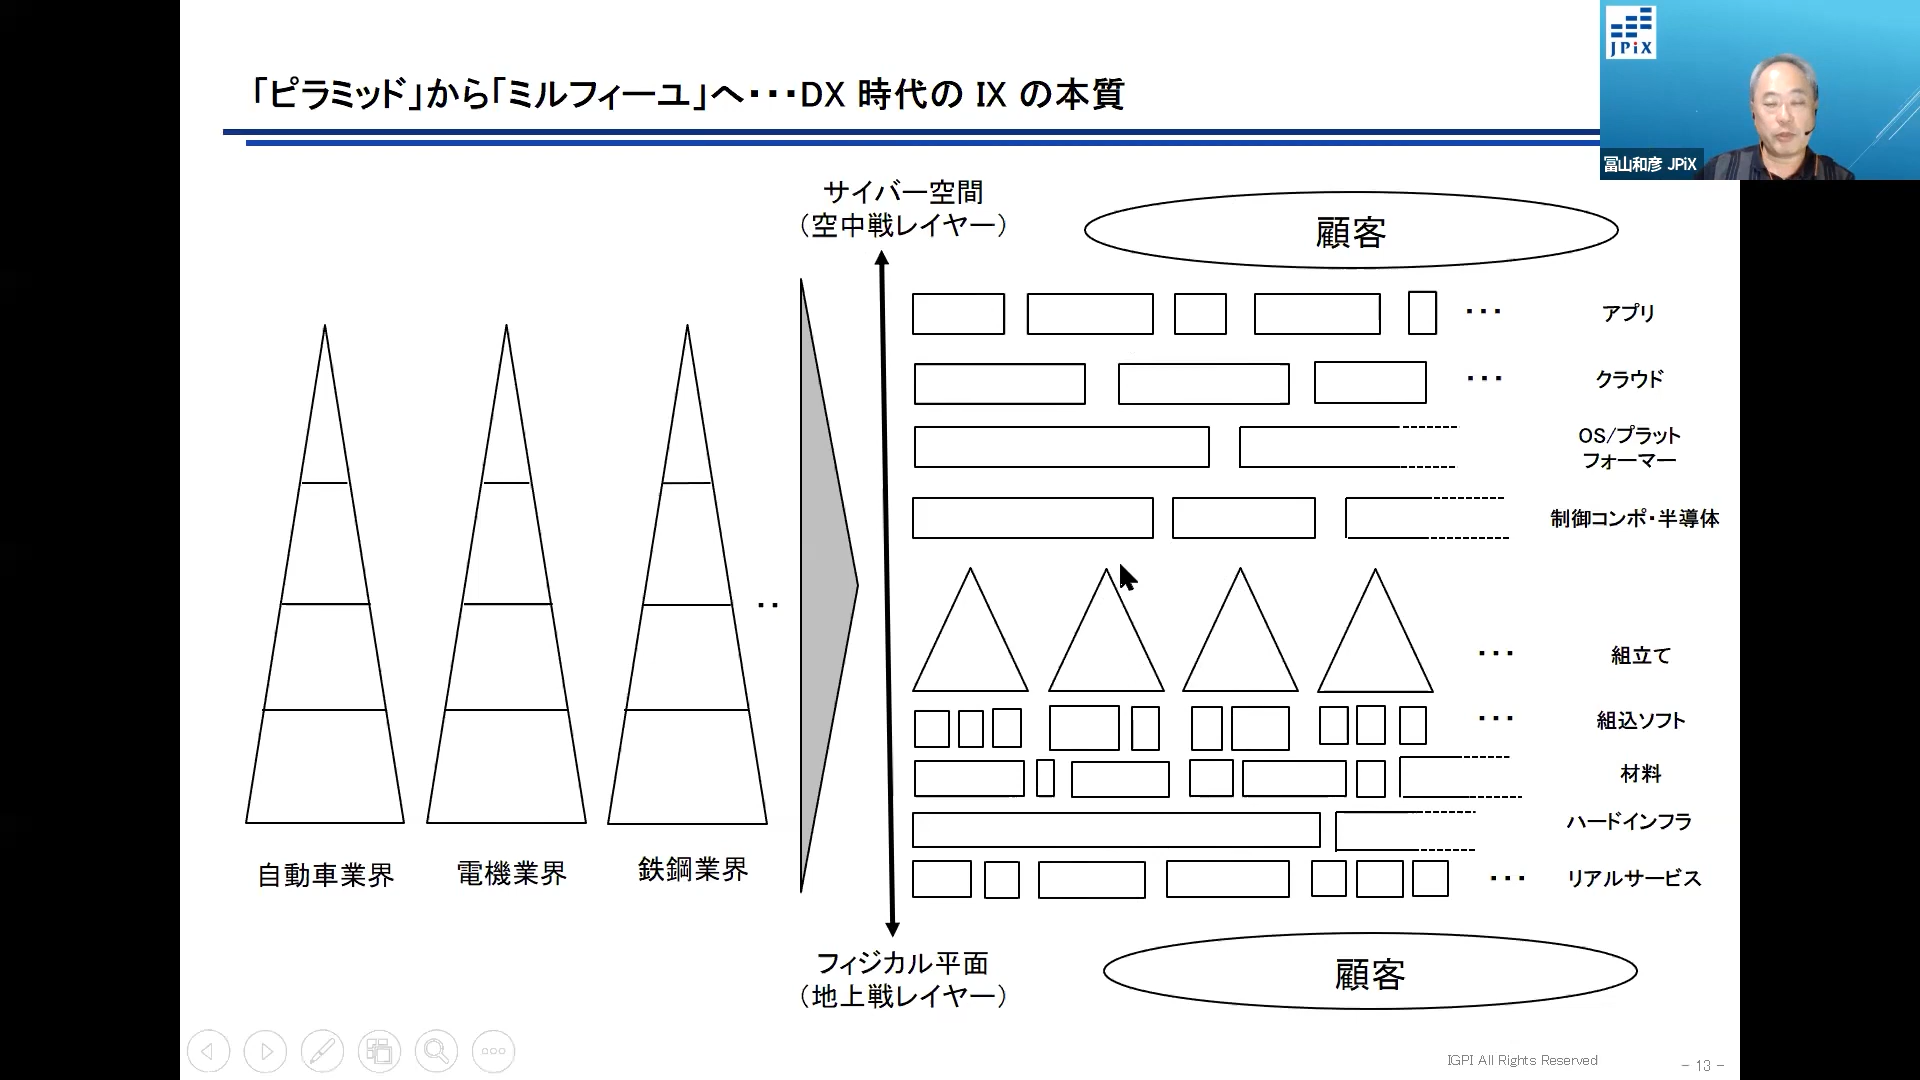 「ピラミッド」から「ミルフィーユ」へ・・・DX 時代の IX の本質
JPiX
冨山和彦 JPiX
サイバー空間
（空中戦レイヤー）
顧客
・・・
アプリ
・・・
クラウド
OS/プラット
フォーマー
制御コンポ・半導体
・・
・・・
組立て
・・・
組込ソフト
材料
ハードインフラ
・・・
リアルサービス
自動車業界
電機業界
鉄鋼業界
フィジカル平面
（地上戦レイヤー）
顧客
IGPI All Rights Reserved
- 13 -